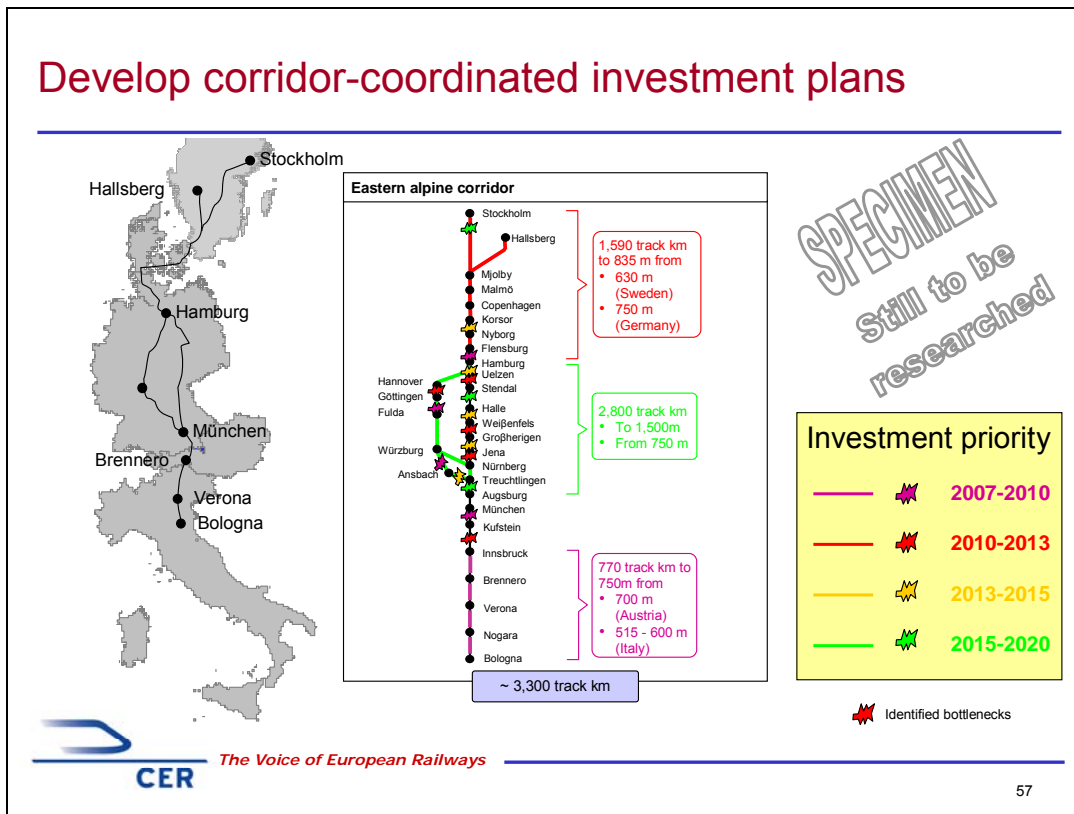 Develop corridor-coordinated investment plans
Stockholm
Hallsberg
Hamburg
München
Brennero
Verona
Bologna
Eastern alpine corridor
Stockholm
Hallsberg
Mjolby
Malmö
Copenhagen
Korsor
Nyborg
Flensburg
Hamburg
Uelzen
Stendal
Hannover
Göttingen
Fulda
Halle
Weißenfels
Großherigen
Jena
Würzburg
Nürnberg
Ansbach
Treuchtlingen
Augsburg
München
Kufstein
Innsbruck
Brennero
Verona
Nogara
Bologna
1,590 track km
to 835 m from
• 630 m
(Sweden)
• 750 m
(Germany)
2,800 track km
• To 1,500m
• From 750 m
770 track km to
750m from
• 700 m
(Austria)
• 515 - 600 m
(Italy)
~ 3,300 track km
SPECIMEN
Still to be
researched
Investment priority
2007-2010
2010-2013
2013-2015
2015-2020
Identified bottlenecks
CER
The Voice of European Railways
57